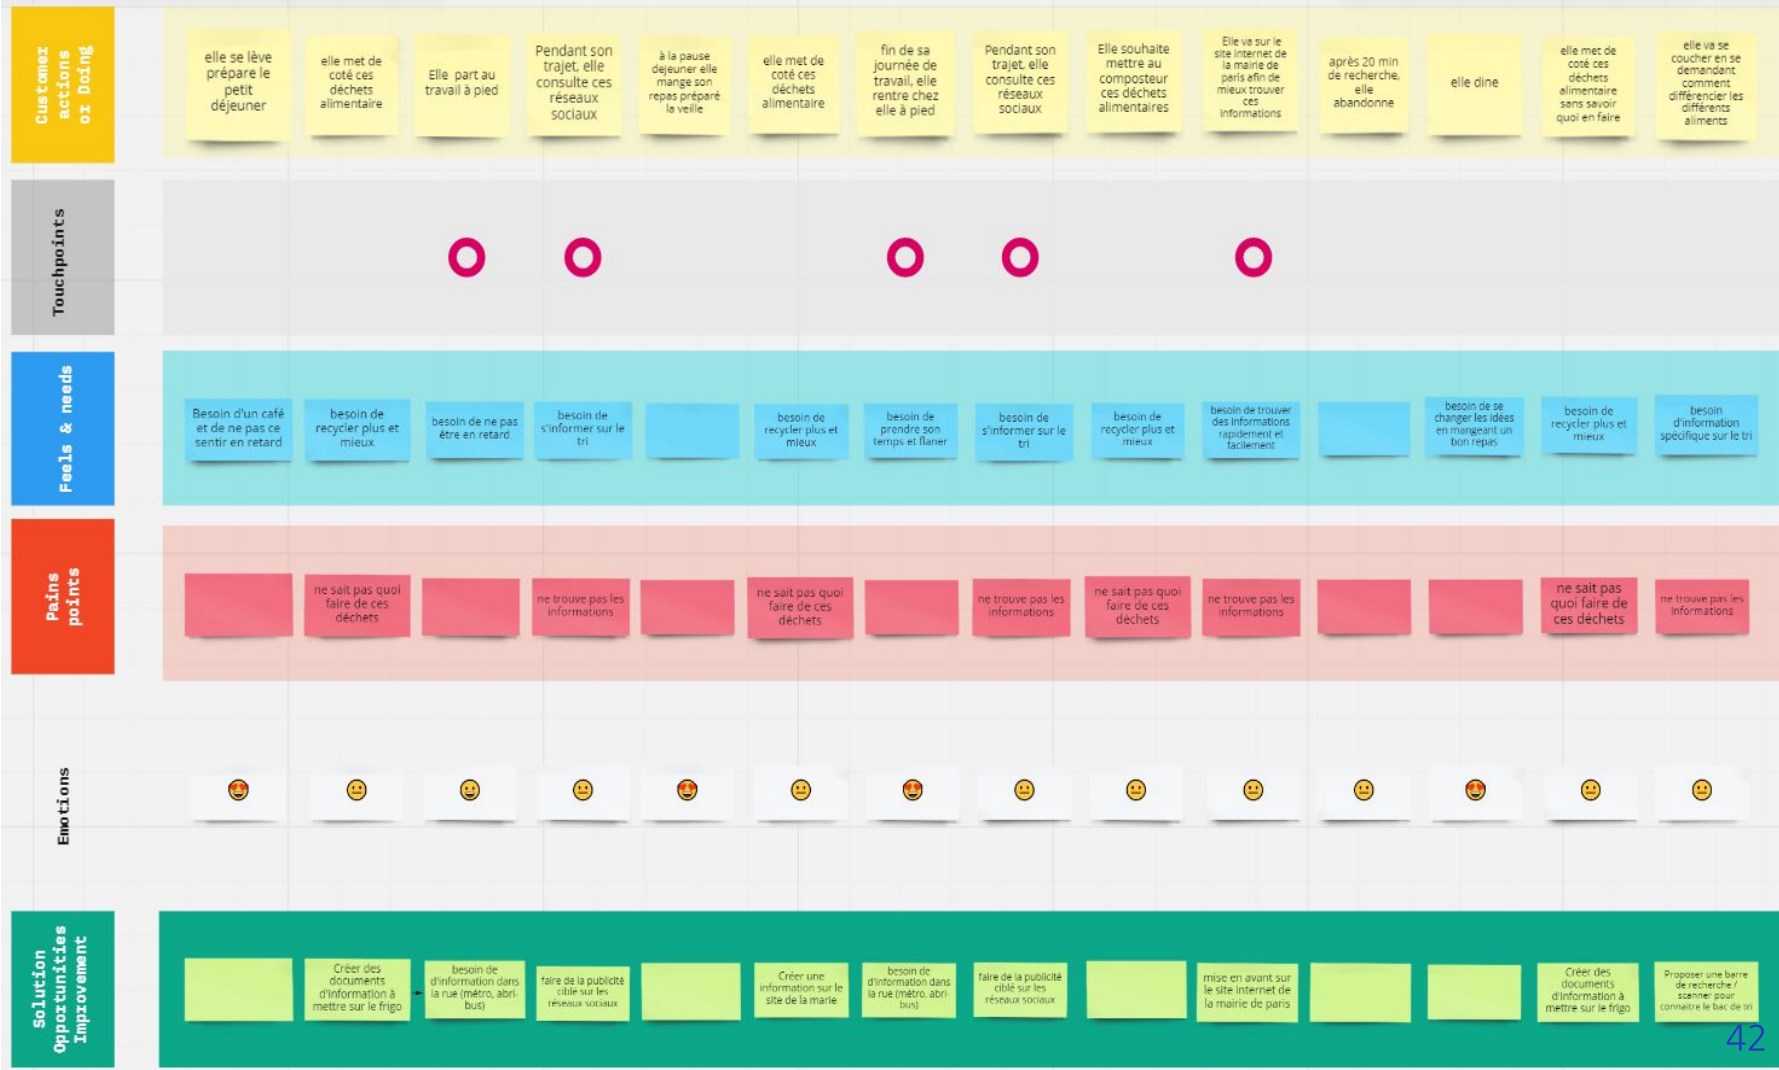 Customer
actions
or Doing
elle se lève
prépare le
petit
déjeuner
elle met de
coté ces
déchets
alimentaire
Elle part au
travail à pied
Pendant son
trajet, elle
consulte ces
réseaux
sociaux
à la pause
dejeuner elle
mange son
repas préparé
la veille
elle met de
coté ces
déchets
alimentaire
fin de sa
journée de
travail, elle
rentre chez
elle à pied
Pendant son
trajet, elle
consulte ces
réseaux
sociaux
Elle souhaite
mettre au
composteur
ces déchets
alimentaires
Elle va sur le
site internet de
la mairie de
paris afin de
mieux trouver
ces
informations
après 20 min
de recherche,
elle
abandonne
elle dine
elle met de
coté ces
déchets
alimentaire
sans savoir
quoi en faire
elle va se
coucher en se
demandant
comment
différencier les
différents
aliments
Touchpoints
Feels & needs
Besoin d'un café
et de ne pas ce
sentir en retard
besoin de
recycler plus et
mieux
besoin de ne pas
être en retard
besoin de
s'informer sur le
tri
besoin de
recycler plus et
mieux
besoin de
prendre son
temps et flaner
besoin de
s'informer sur le
tri
besoin de
recycler plus et
mieux
besoin de trouver
des informations
rapidement et
facilement
besoin de se
changer les idées
en mangeant un
bon repas
besoin de
recycler plus et
mieux
besoin
d'information
spécifique sur le tri
Pains
points
ne sait pas quoi
faire de ces
déchets
ne trouve pas les
informations
ne sait pas quoi
faire de ces
déchets
ne trouve pas les
informations
ne sait pas quoi
faire de ces
déchets
ne trouve pas les
informations
ne sait pas
quoi faire de
ces déchets
ne trouve pas les
informations
Emotions
Solution
Opportunities
Improvement
Créer des
documents
d'information à
mettre sur le frigo
besoin de
d'information dans
la rue (métro, abri-
bus)
faire de la publicité
ciblé sur les
réseaux sociaux
Créer une
information sur le
site de la marie
besoin de
d'information dans
la rue (métro, abri-
bus)
faire de la publicité
ciblé sur les
réseaux sociaux
mise en avant sur
le site internet de
la mairie de paris
Créer des
documents
d'information à
mettre sur le frigo
Proposer une barre
de recherche /
scanner pour
connaitre le bac de tri
42